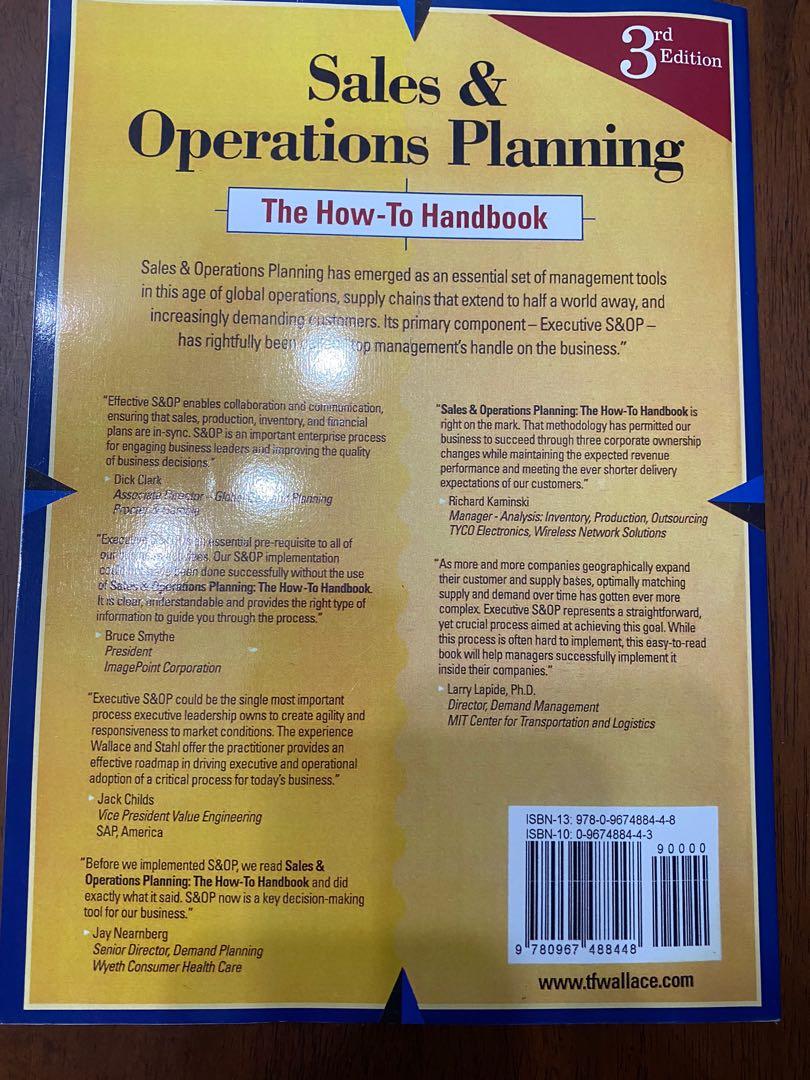 3rd
Edition
Sales &
Operations Planning
The How-To Handbook
Sales & Operations Planning has emerged as an essential set of management tools
in this age of global operations, supply chains that extend to half a world away, and
increasingly demanding customers. Its primary component – Executive S&OP –
has rightfully been top management's handle on the business."
"Effective S&OP enables collaboration and communication,
ensuring that sales, production, inventory, and financial
plans are in-sync. S&OP is an important enterprise process
for engaging business leaders and improving the quality
of business decisions."
Dick Clark
Associate Director – Global Demand Planning
Procter & Gamble
"Executive S&OP is an essential pre-requisite to all of
our business. Our S&OP implementation
been done successfully without the use
of Sales & Operations Planning: The How-To Handbook.
It is clear, understandable and provides the right type of
information to guide you through the process."
Bruce Smythe
President
ImagePoint Corporation
"Executive S&OP could be the single most important
process executive leadership owns to create agility and
responsiveness to market conditions. The experience
Wallace and Stahl offer the practitioner provides an
effective roadmap in driving executive and operational
adoption of a critical process for today's business."
Jack Childs
Vice President Value Engineering
SAP, America
"Before we implemented S&OP, we read Sales &
Operations Planning: The How-To Handbook and did
exactly what it said. S&OP now is a key decision-making
tool for our business."
Jay Nearnberg
Senior Director, Demand Planning
Wyeth Consumer Health Care
"Sales & Operations Planning: The How-To Handbook is
right on the mark. That methodology has permitted our
business to succeed through three corporate ownership
changes while maintaining the expected revenue
performance and meeting the ever shorter delivery
expectations of our customers."
Richard Kaminski
Manager - Analysis: Inventory, Production, Outsourcing
TYCO Electronics, Wireless Network Solutions
"As more and more companies geographically expand
their customer and supply bases, optimally matching
supply and demand over time has gotten ever more
complex. Executive S&OP represents a straightforward,
yet crucial process aimed at achieving this goal. While
this process is often hard to implement, this easy-to-read
book will help managers successfully implement it
inside their companies."
Larry Lapide, Ph.D.
Director, Demand Management
MIT Center for Transportation and Logistics
ISBN-13: 978-0-9674884-4-8
ISBN-10: 0-9674884-4-3
90000
9 780967 488448
www.tfwallace.com